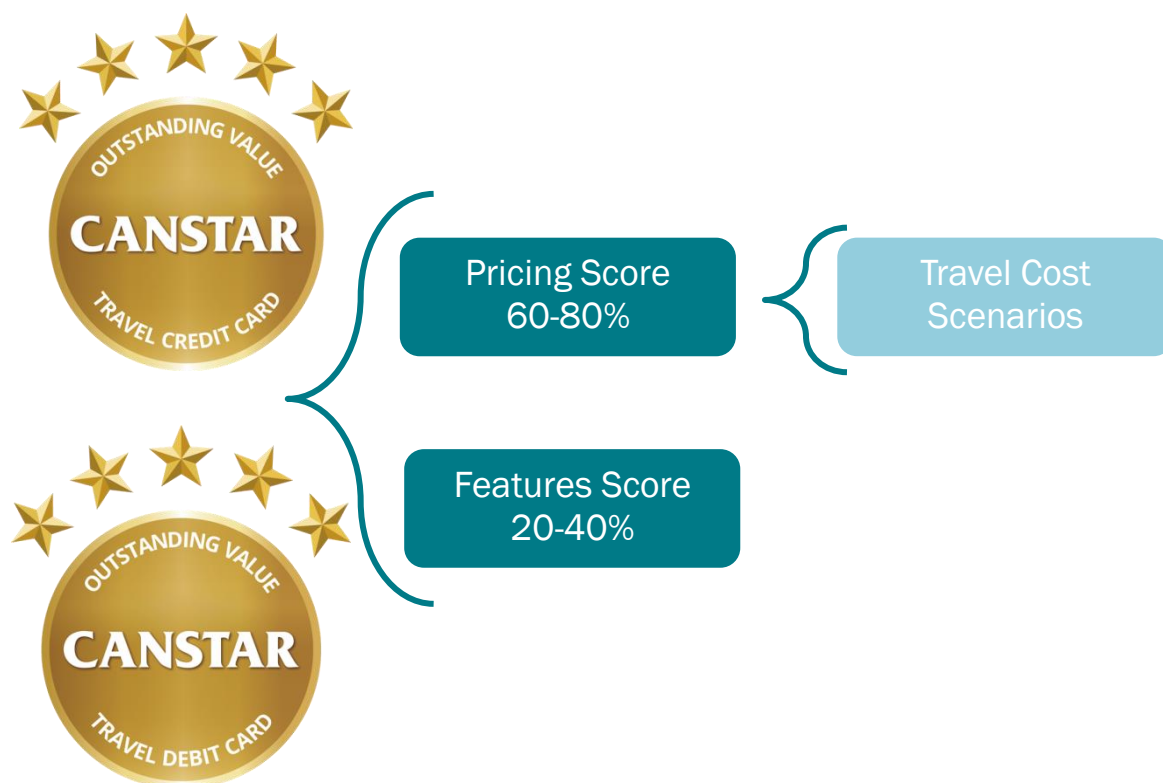 OUTSTANDING VALUE
CANSTAR
TRAVEL CREDIT CARD
Pricing Score
60-80%
Travel Cost
Scenarios
Features Score
20-40%
OUTSTANDING VALUE
CANSTAR
TRAVEL DEBIT CARD